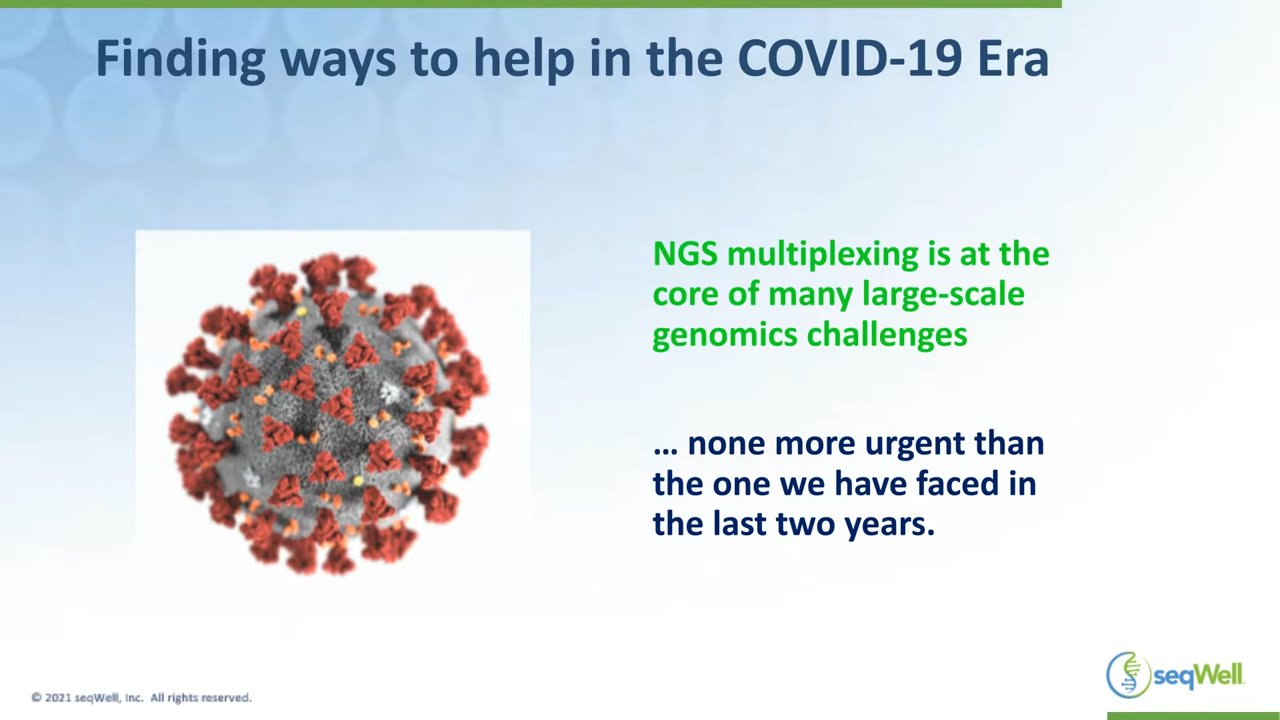 Finding ways to help in the COVID-19 Era
NGS multiplexing is at the
core of many large-scale
genomics challenges
… none more urgent than
the one we have faced in
the last two years.
© 2021 seqWell, Inc. All rights reserved.
seqWell